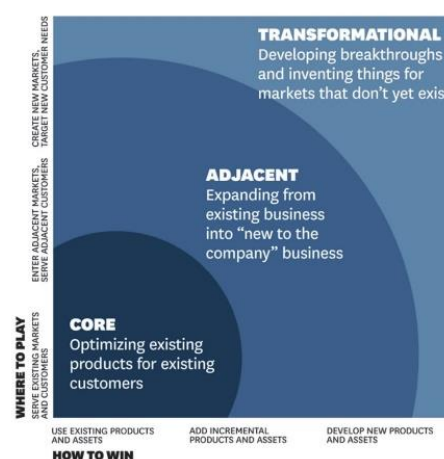 TRANSFORMATIONAL
Developing breakthroughs
and inventing things for
markets that don't yet exis
ADJACENT
Expanding from
existing business
into "new to the
company" business
CORE
Optimizing existing
products for existing
customers
WHERE TO PLAY
CREATE NEW MARKETS,
TARGET NEW CUSTOMER NEEDS
ENTER ADJACENT MARKETS,
SERVE ADJACENT CUSTOMERS
SERVE EXISTING MARKETS
AND CUSTOMERS
USE EXISTING PRODUCTS
AND ASSETS
ADD INCREMENTAL
PRODUCTS AND ASSETS
DEVELOP NEW PRODUCTS
AND ASSETS
HOW TO WIN